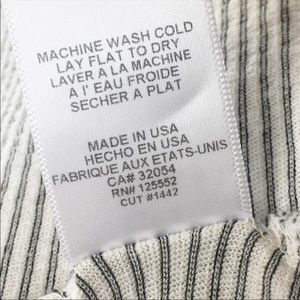 MACHINE WASH COLD
LAY FLAT TO DRY
LAVER A LA MACHINE
A l' EAU FROIDE
SECHER A PLAT
MADE IN USA
HECHO EN USA
FABRIQUE AUX ETATS-UNIS
CA# 32054
RN# 125552
CUT #1442